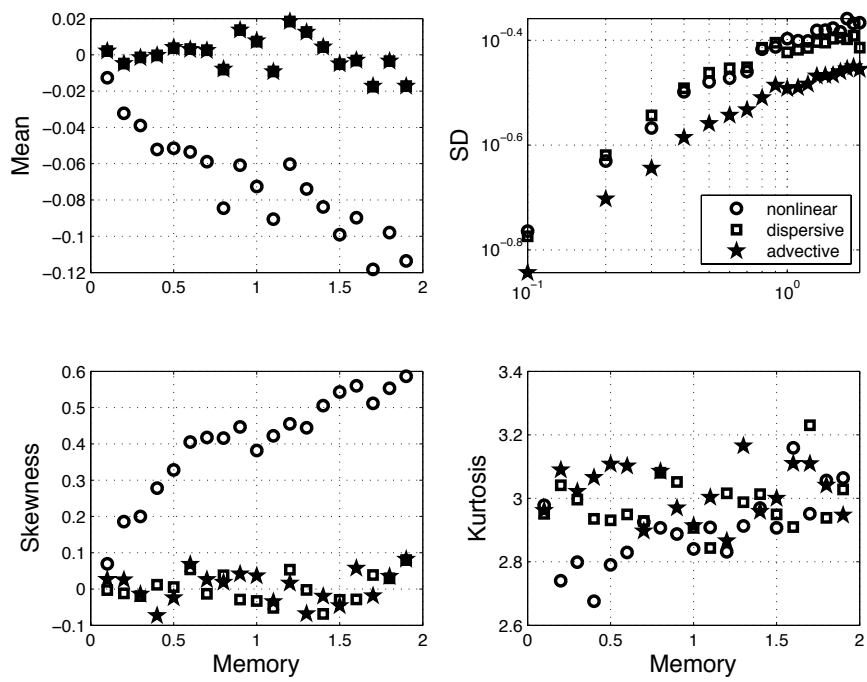 0.02
0
−0.02
−0.04
−0.06
−0.08
−0.1
−0.12
Mean
0 0.5 1 1.5 2
10^−0.4
10^−0.6
10^−0.8
SD
nonlinear
dispersive
advective
10^−1 10^0
0.6
0.5
0.4
0.3
0.2
0.1
0
−0.1
Skewness
0 0.5 1 1.5 2
Memory
3.4
3.2
3
2.8
2.6
Kurtosis
0 0.5 1 1.5 2
Memory